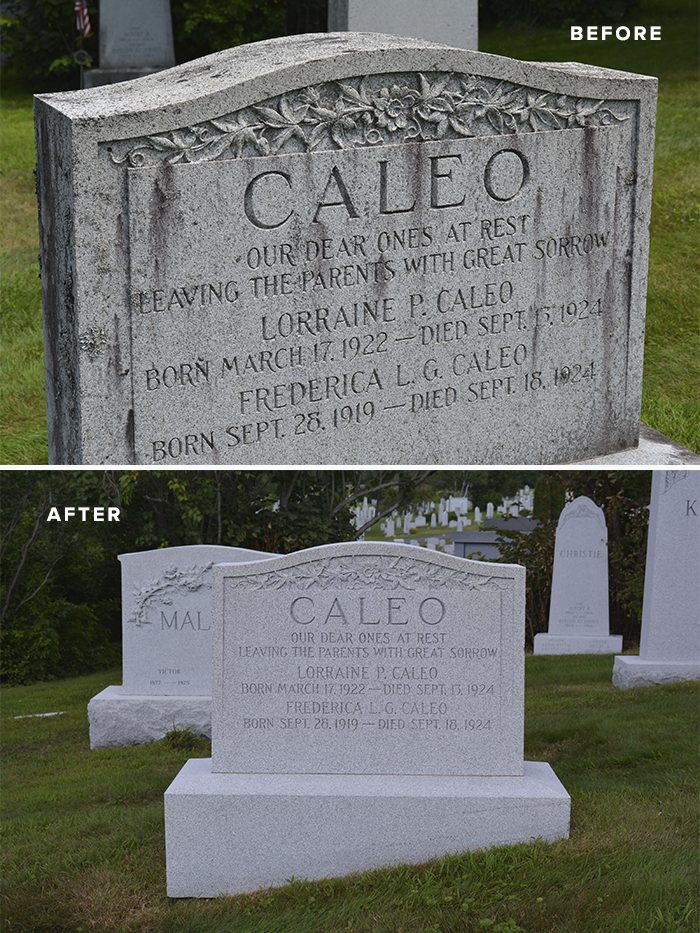 BEFORE
CALEO
OUR DEAR ONES AT REST
LEAVING THE PARENTS WITH GREAT SORROW
LORRAINE P. CALEO
BORN MARCH 17, 1922 — DIED SEPT. 13, 1924
FREDERICA L. G. CALEO
BORN SEPT. 28, 1919 — DIED SEPT. 18, 1924
AFTER
CHRISTIE
K
MAL
CALEO
OUR DEAR ONES AT REST
LEAVING THE PARENTS WITH GREAT SORROW
LORRAINE P. CALEO
BORN MARCH 17, 1922 — DIED SEPT. 13, 1924
FREDERICA L. G. CALEO
BORN SEPT. 28, 1919 — DIED SEPT. 18, 1924
VICTOR